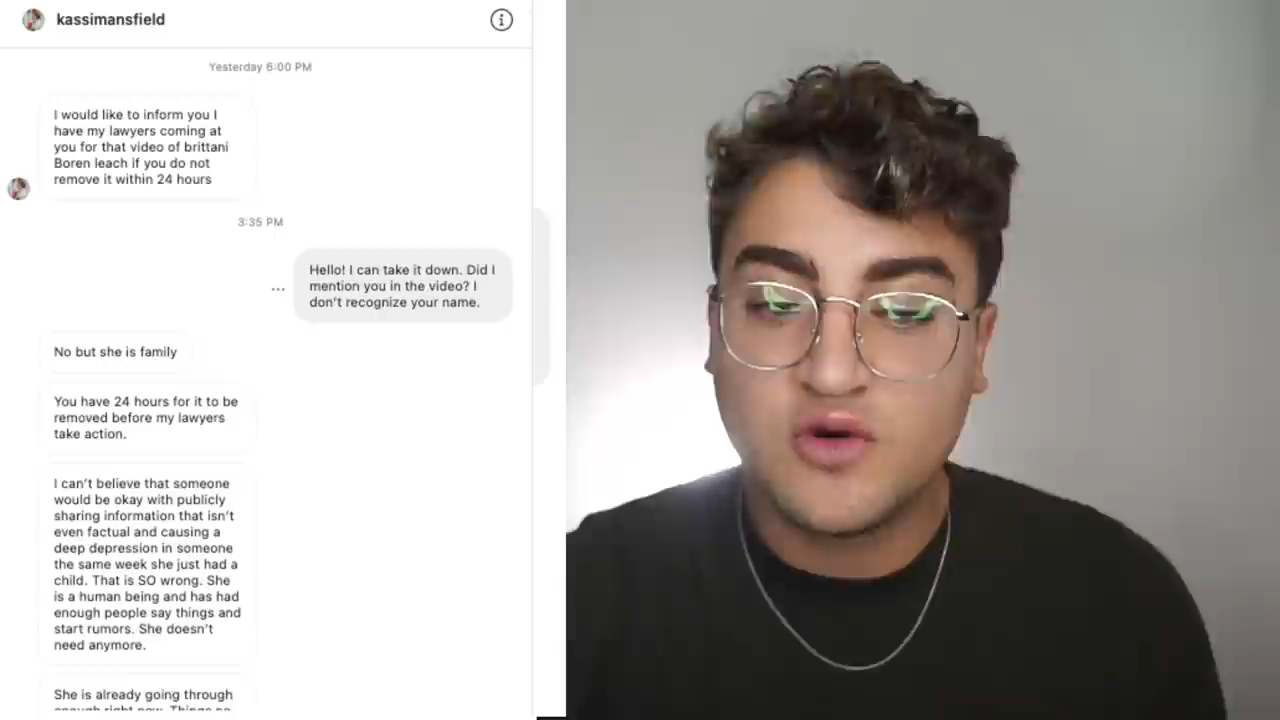 kassimansfield
Yesterday 6:00 PM
I would like to inform you I
have my lawyers coming at
you for that video of brittani
Boren leach if you do not
remove it within 24 hours
3:35 PM
Hello! I can take it down. Did I
mention you in the video? I
don't recognize your name.
No but she is family
You have 24 hours for it to be
removed before my lawyers
take action.
I can't believe that someone
would be okay with publicly
sharing information that isn't
even factual and causing a
deep depression in someone
the same week she just had a
child. That is SO wrong. She
is a human being and has had
enough people say things and
start rumors. She doesn't
need anymore.
She is already going through
enough right now. Things